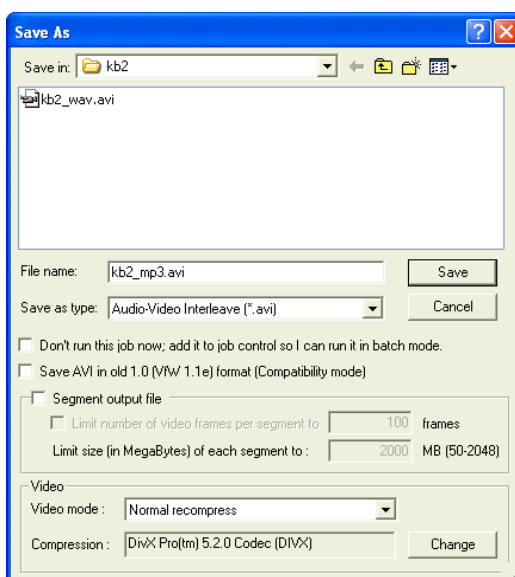 Save As
Save in: kb2
kb2_wav.avi
File name: kb2_mp3.avi Save
Save as type: Audio-Video Interleave (*.avi) Cancel
Don't run this job now; add it to job control so I can run it in batch mode.
Save AVI in old 1.0 (VfW 1.1e) format (Compatibility mode)
Segment output file
Limit number of video frames per segment to 100 frames
Limit size (in MegaBytes) of each segment to : 2000 MB (50-2048)
Video
Video mode : Normal recompress
Compression : DivX Pro(tm) 5.2.0 Codec (DIVX) Change